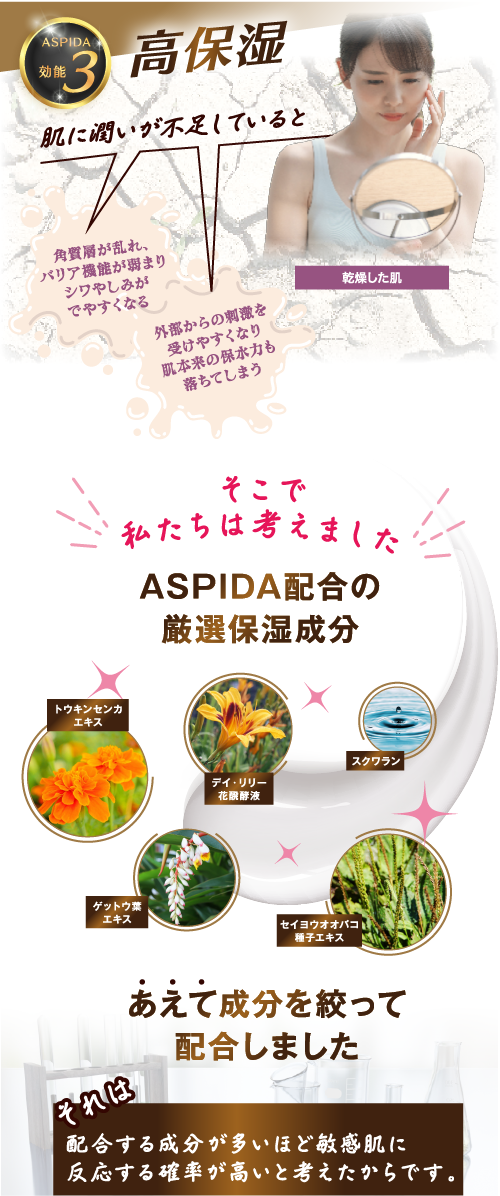 ASPIDA
効能3
高保湿
肌に潤いが不足していると
角質層が乱れ、
バリア機能が弱まり
シワやしみが
でやすくなる
乾燥した肌
外部からの刺激を
受けやすくなり
肌本来の保水力も
落ちてしまう
そこで
私たちは考えました
ASPIDA配合の
厳選保湿成分
トウキンセンカ
エキス
デイ・リリー
花醗酵液
スクワラン
ゲットウ葉
エキス
セイヨウオオバコ
種子エキス
あえて成分を絞って
配合しました
それは
配合する成分が多いほど敏感肌に
反応する確率が高いと考えたからです。